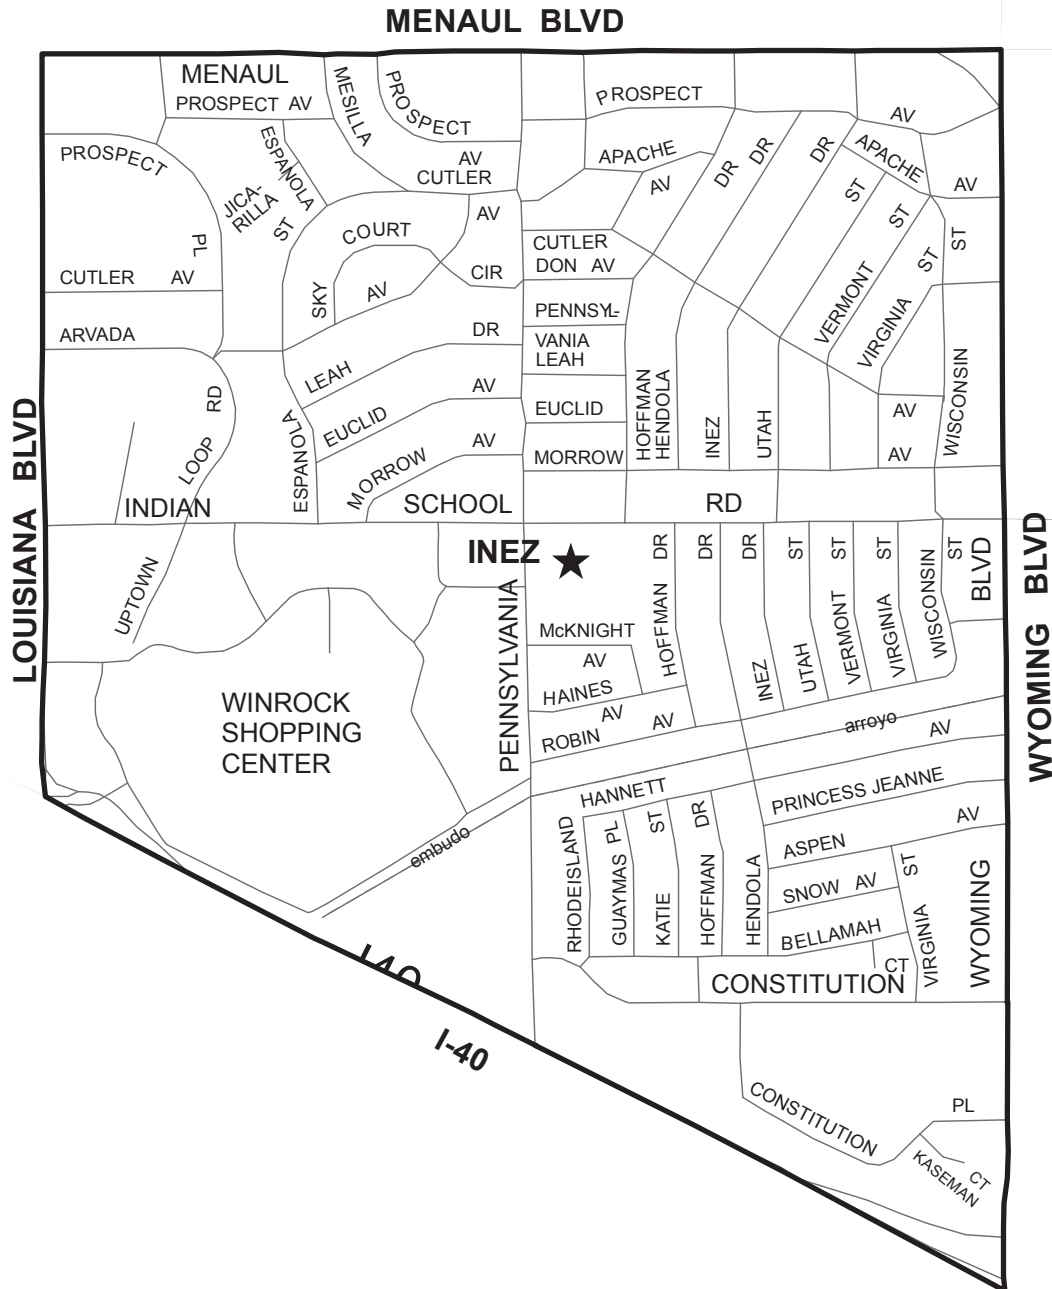 MENAUL BLVD
MENAUL
PROSPECT AV
MESILLA
PROSPECT
AV
PROSPECT
AV
PROSPECT
ESPANOLA
ST
JICA-
RILLA
CUTLER
AV
APACHE
AV
DR
DR
DR
APACHE
AV
ST
ST
ST
ST
VERMONT
VIRGINIA
WISCONSIN
PL
COURT
SKY
CIR
AV
CUTLER AV
ARVADA
CUTLER
DON AV
PENNSYL-
VANIA
LEAH
EUCLID
MORROW
DR
LEAH
AV
EUCLID
AV
MORROW
ESPANOLA
RD
LOOP
HOFFMAN
HENDOLA
INEZ
UTAH
AV
AV
LOUISIANA BLVD
INDIAN SCHOOL RD
UPTOWN
INEZ
PENNSYLVANIA
DR
DR
DR
ST
ST
ST
ST
BLVD
WYOMING BLVD
HOFFMAN
INEZ
UTAH
VERMONT
VIRGINIA
WISCONSIN
McKNIGHT
AV
HAINES
AV
ROBIN
AV
WINROCK
SHOPPING
CENTER
arroyo
AV
embudo
HANNETT
PRINCESS JEANNE
AV
ASPEN
SNOW AV
BELLAMAH
CT
RHODEISLAND
GUAYMAS PL
KATIE
ST
HOFFMAN
DR
HENDOLA
ST
VIRGINIA
WYOMING
CONSTITUTION
I-40
I-40
CONSTITUTION
PL
KASEMAN
CT